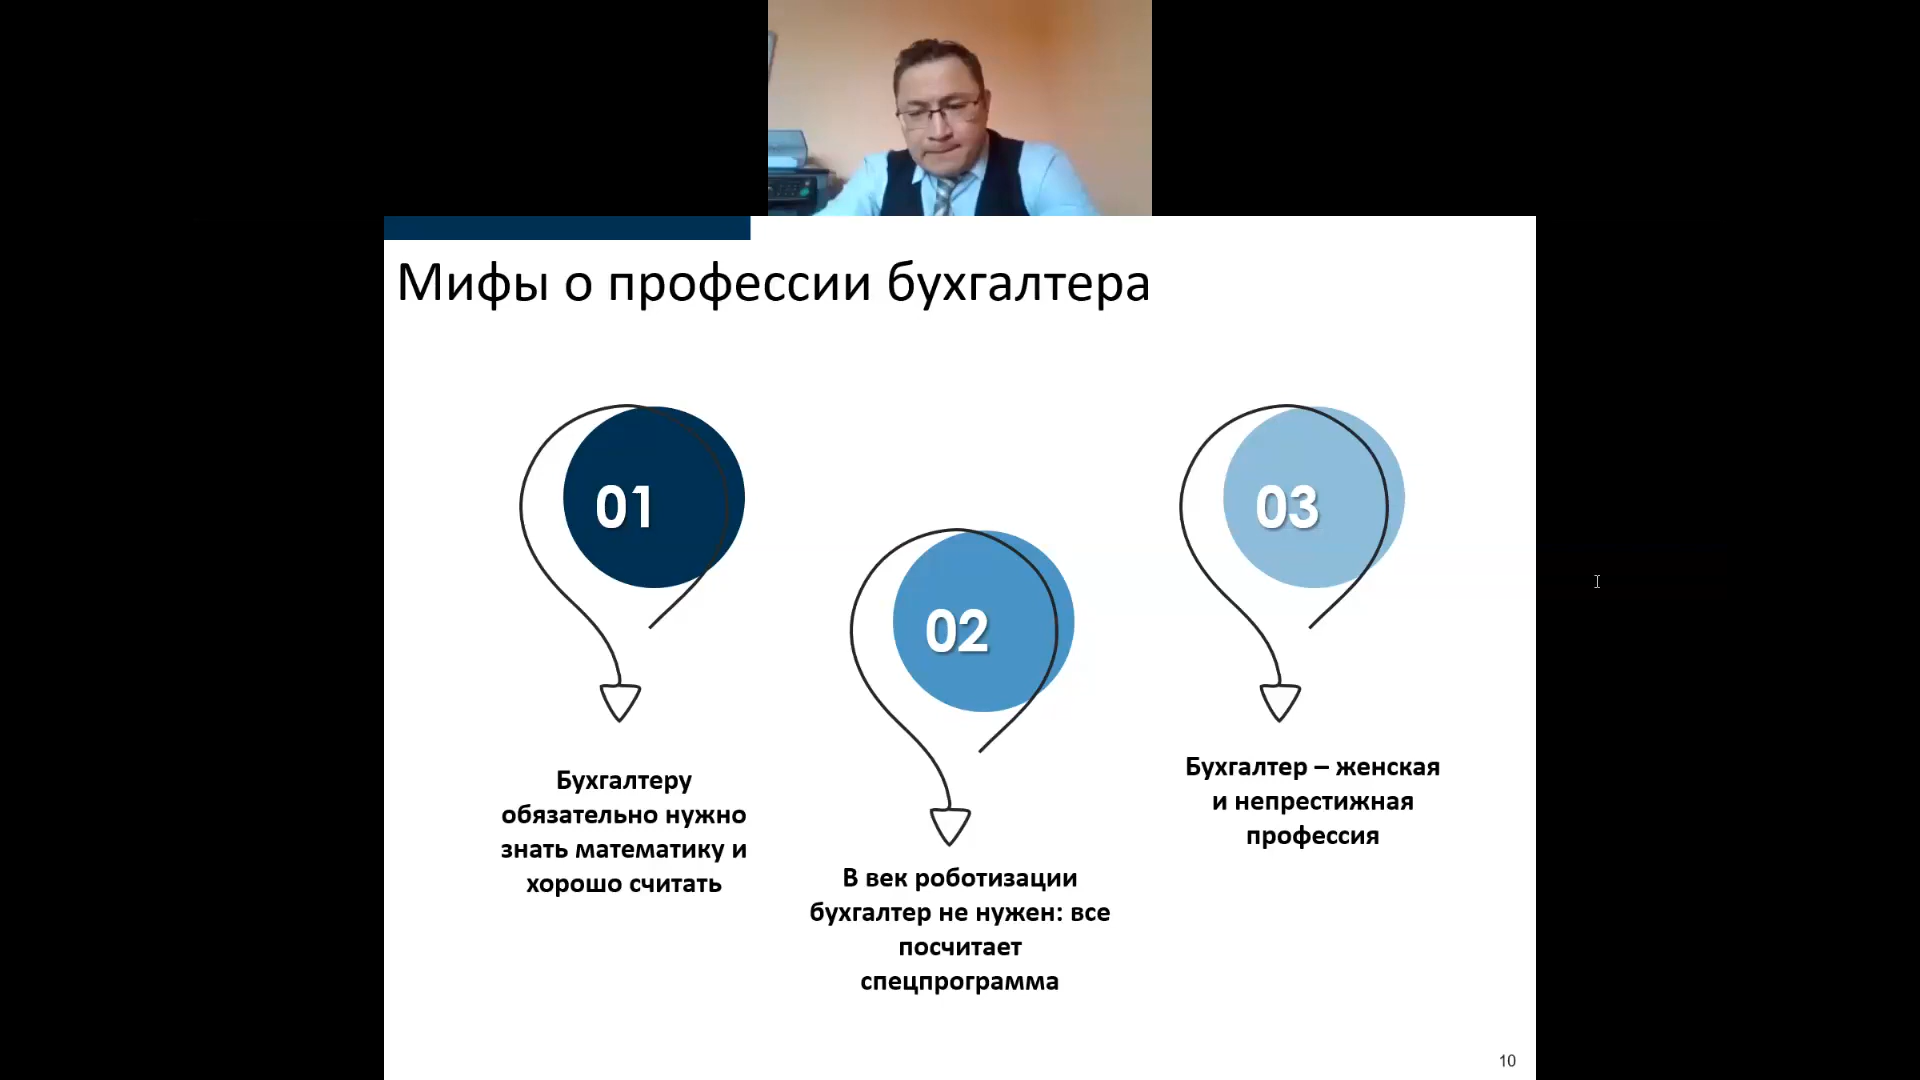 Мифы о профессии бухгалтера
01
02
03
Бухгалтеру
обязательно нужно
знать математику и
хорошо считать
В век роботизации
бухгалтер не нужен: все
посчитает
спецпрограмма
Бухгалтер – женская
и непрестижная
профессия
10